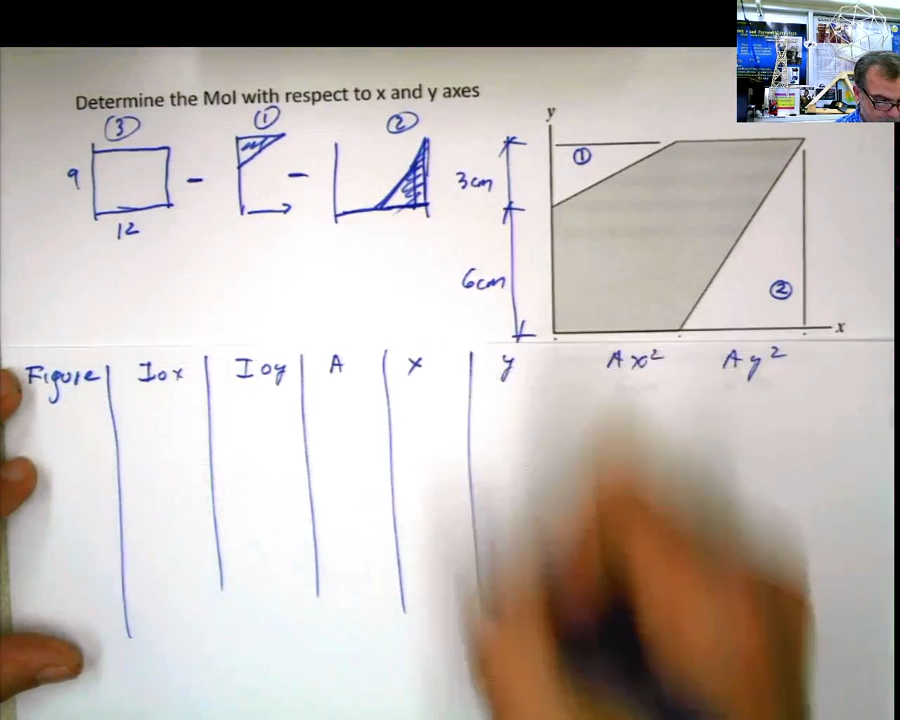 Determine the MoI with respect to x and y axes
3 1 2
9 - -
12
y
3cm
6cm
1
2
x
Figure Iox Ioy A x y Ax² Ay²